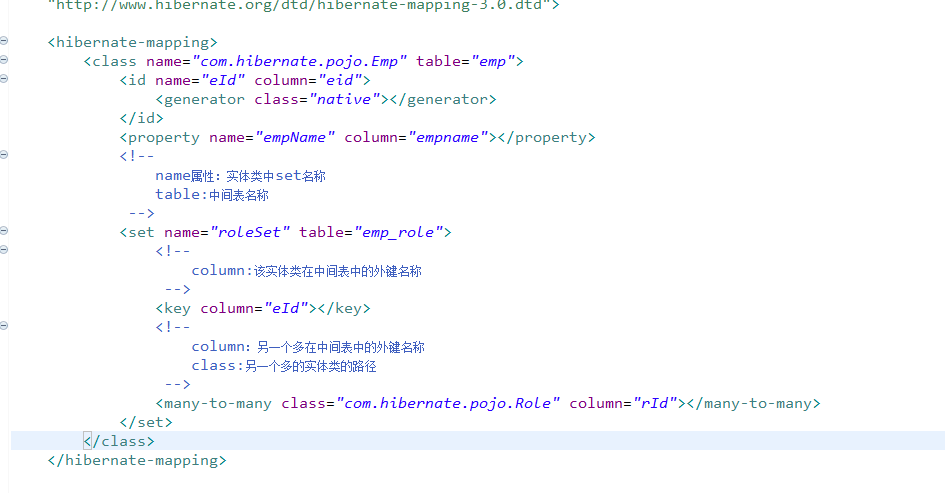 "http://www.hibernate.org/dtd/hibernate-mapping-3.0.dtd">
<hibernate-mapping>
<class name="com.hibernate.pojo.Emp" table="emp">
<id name="eId" column="eid">
<generator class="native"></generator>
</id>
<property name="empName" column="empname"></property>
<!--
name属性：实体类中set名称
table:中间表名称
-->
<set name="roleSet" table="emp_role">
<!--
column:该实体类在中间表中的外键名称
-->
<key column="eId"></key>
<!--
column：另一个多在中间表中的外键名称
class:另一个多的实体类的路径
-->
<many-to-many class="com.hibernate.pojo.Role" column="rId"></many-to-many>
</set>
</class>
</hibernate-mapping>